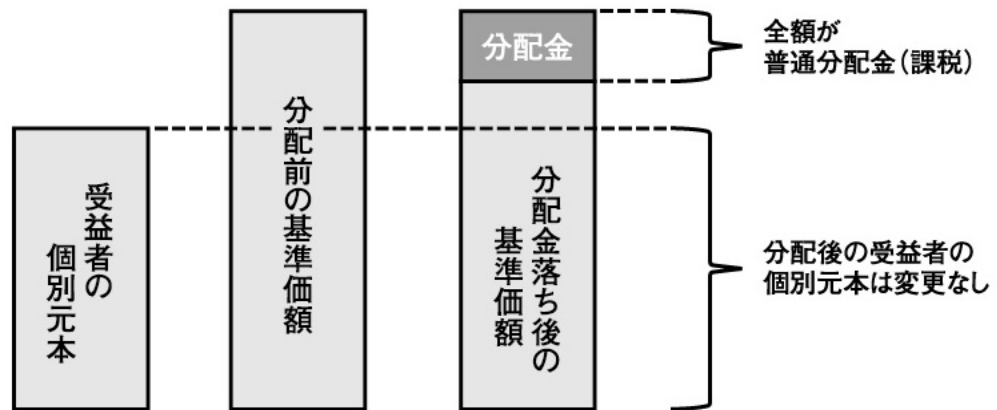 受益者の
個別元本
分配前の基準価額
分配金
分配金落ち後の
基準価額
全額が
普通分配金(課税)
分配後の受益者の
個別元本は変更なし